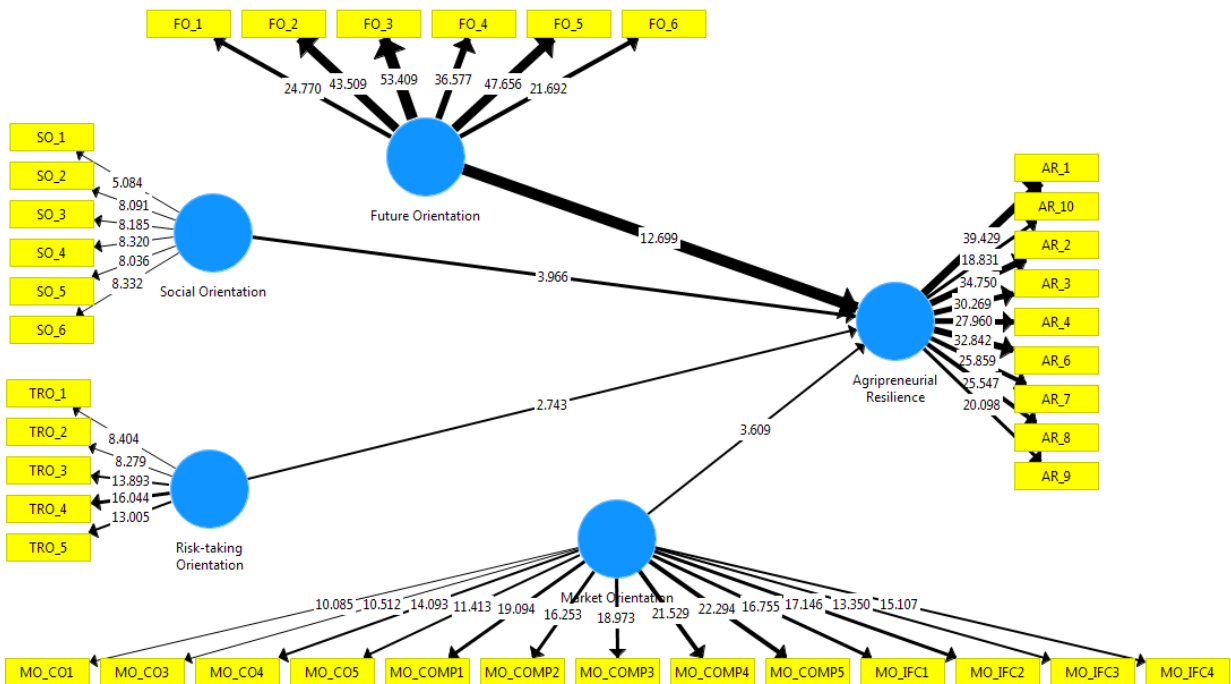 FO_1
FO_2
FO_3
FO_4
FO_5
FO_6
24.770
43.509
53.409
36.577
47.656
21.692
Future Orientation
SO_1
SO_2
SO_3
SO_4
SO_5
SO_6
5.084
8.091
8.185
8.320
8.036
8.332
Social Orientation
12.699
3.966
2.743
3.609
TRO_1
TRO_2
TRO_3
TRO_4
TRO_5
8.404
8.279
13.893
16.044
13.005
Risk-taking
Orientation
Agripreneurial
Resilience
39.429
18.831
34.750
30.269
27.960
32.842
25.859
25.547
20.098
AR_1
AR_10
AR_2
AR_3
AR_4
AR_6
AR_7
AR_8
AR_9
Market Orientation
10.085
10.512
14.093
11.413
19.094
16.253
18.973
21.529
22.294
16.755
17.146
13.350
15.107
MO_CO1
MO_CO3
MO_CO4
MO_CO5
MO_COMP1
MO_COMP2
MO_COMP3
MO_COMP4
MO_COMP5
MO_IFC1
MO_IFC2
MO_IFC3
MO_IFC4